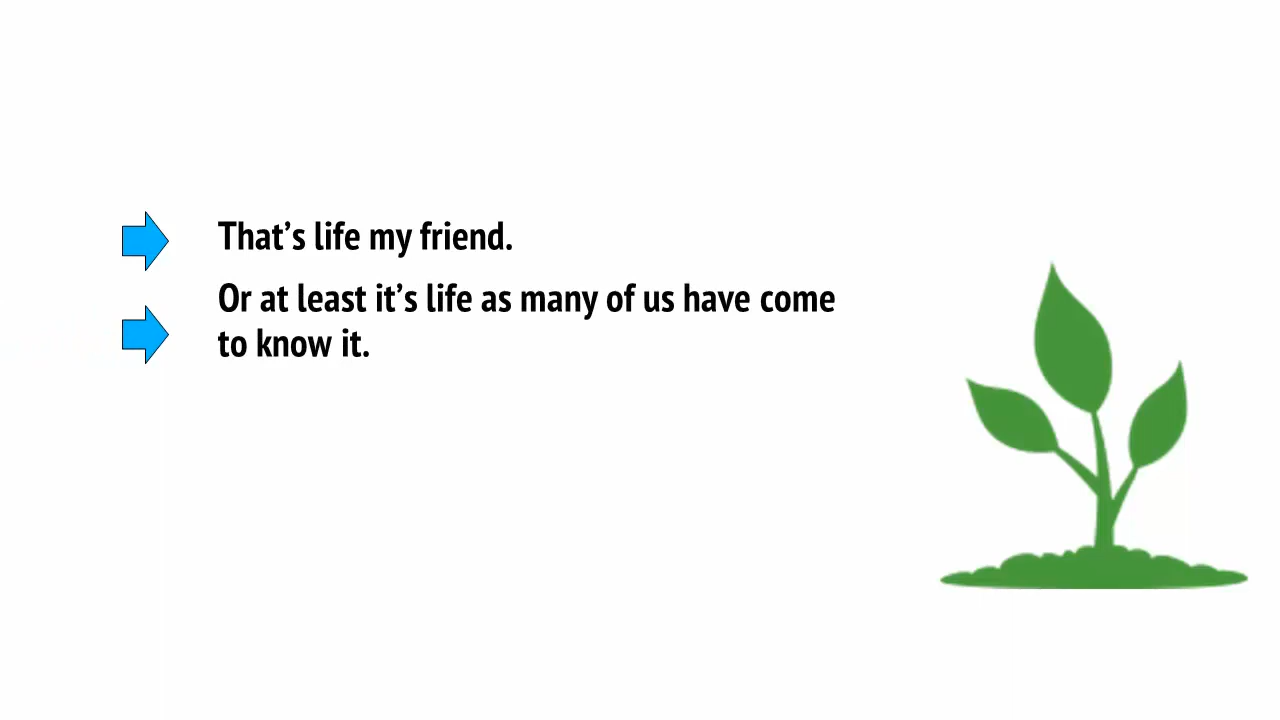 That’s life my friend.
Or at least it’s life as many of us have come
to know it.